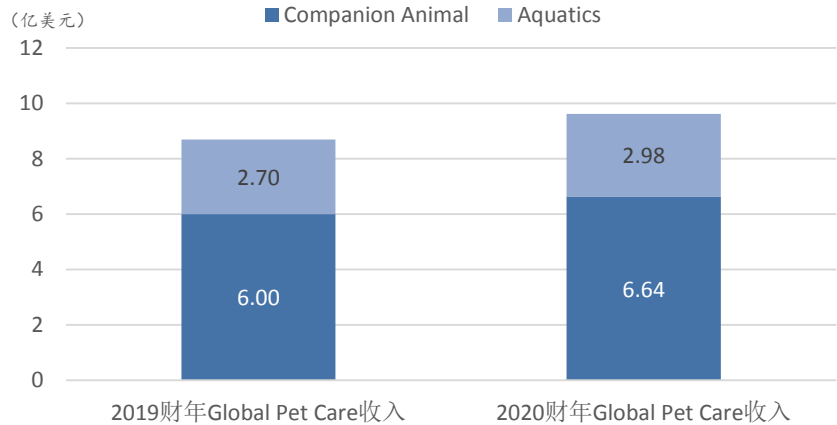 （亿美元）
Companion Animal Aquatics
12
10
8
6
4
2
0
2.70
6.00
2.98
6.64
2019财年Global Pet Care收入
2020财年Global Pet Care收入